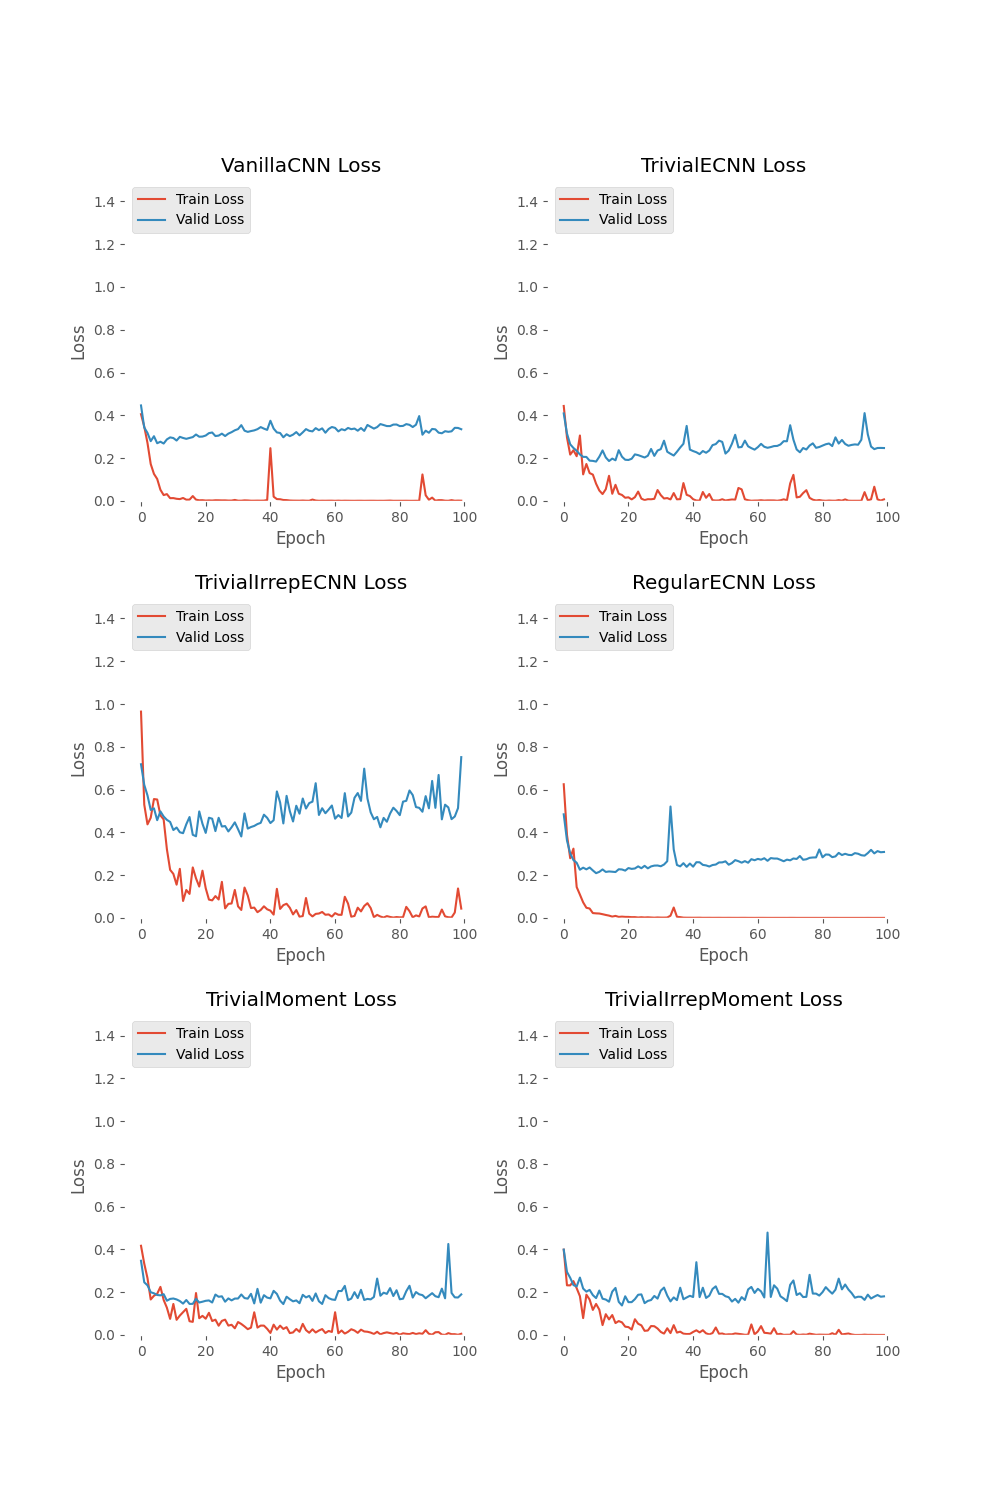 VanillaCNN Loss
Train Loss
Valid Loss
1.4
1.2
1.0
0.8
0.6
0.4
0.2
0.0
Loss
0 20 40 60 80 100
Epoch
TrivialECNN Loss
Train Loss
Valid Loss
1.4
1.2
1.0
0.8
0.6
0.4
0.2
0.0
Loss
0 20 40 60 80 100
Epoch
TrivialIrrepECNN Loss
Train Loss
Valid Loss
1.4
1.2
1.0
0.8
0.6
0.4
0.2
0.0
Loss
0 20 40 60 80 100
Epoch
RegularECNN Loss
Train Loss
Valid Loss
1.4
1.2
1.0
0.8
0.6
0.4
0.2
0.0
Loss
0 20 40 60 80 100
Epoch
TrivialMoment Loss
Train Loss
Valid Loss
1.4
1.2
1.0
0.8
0.6
0.4
0.2
0.0
Loss
0 20 40 60 80 100
Epoch
TrivialIrrepMoment Loss
Train Loss
Valid Loss
1.4
1.2
1.0
0.8
0.6
0.4
0.2
0.0
Loss
0 20 40 60 80 100
Epoch